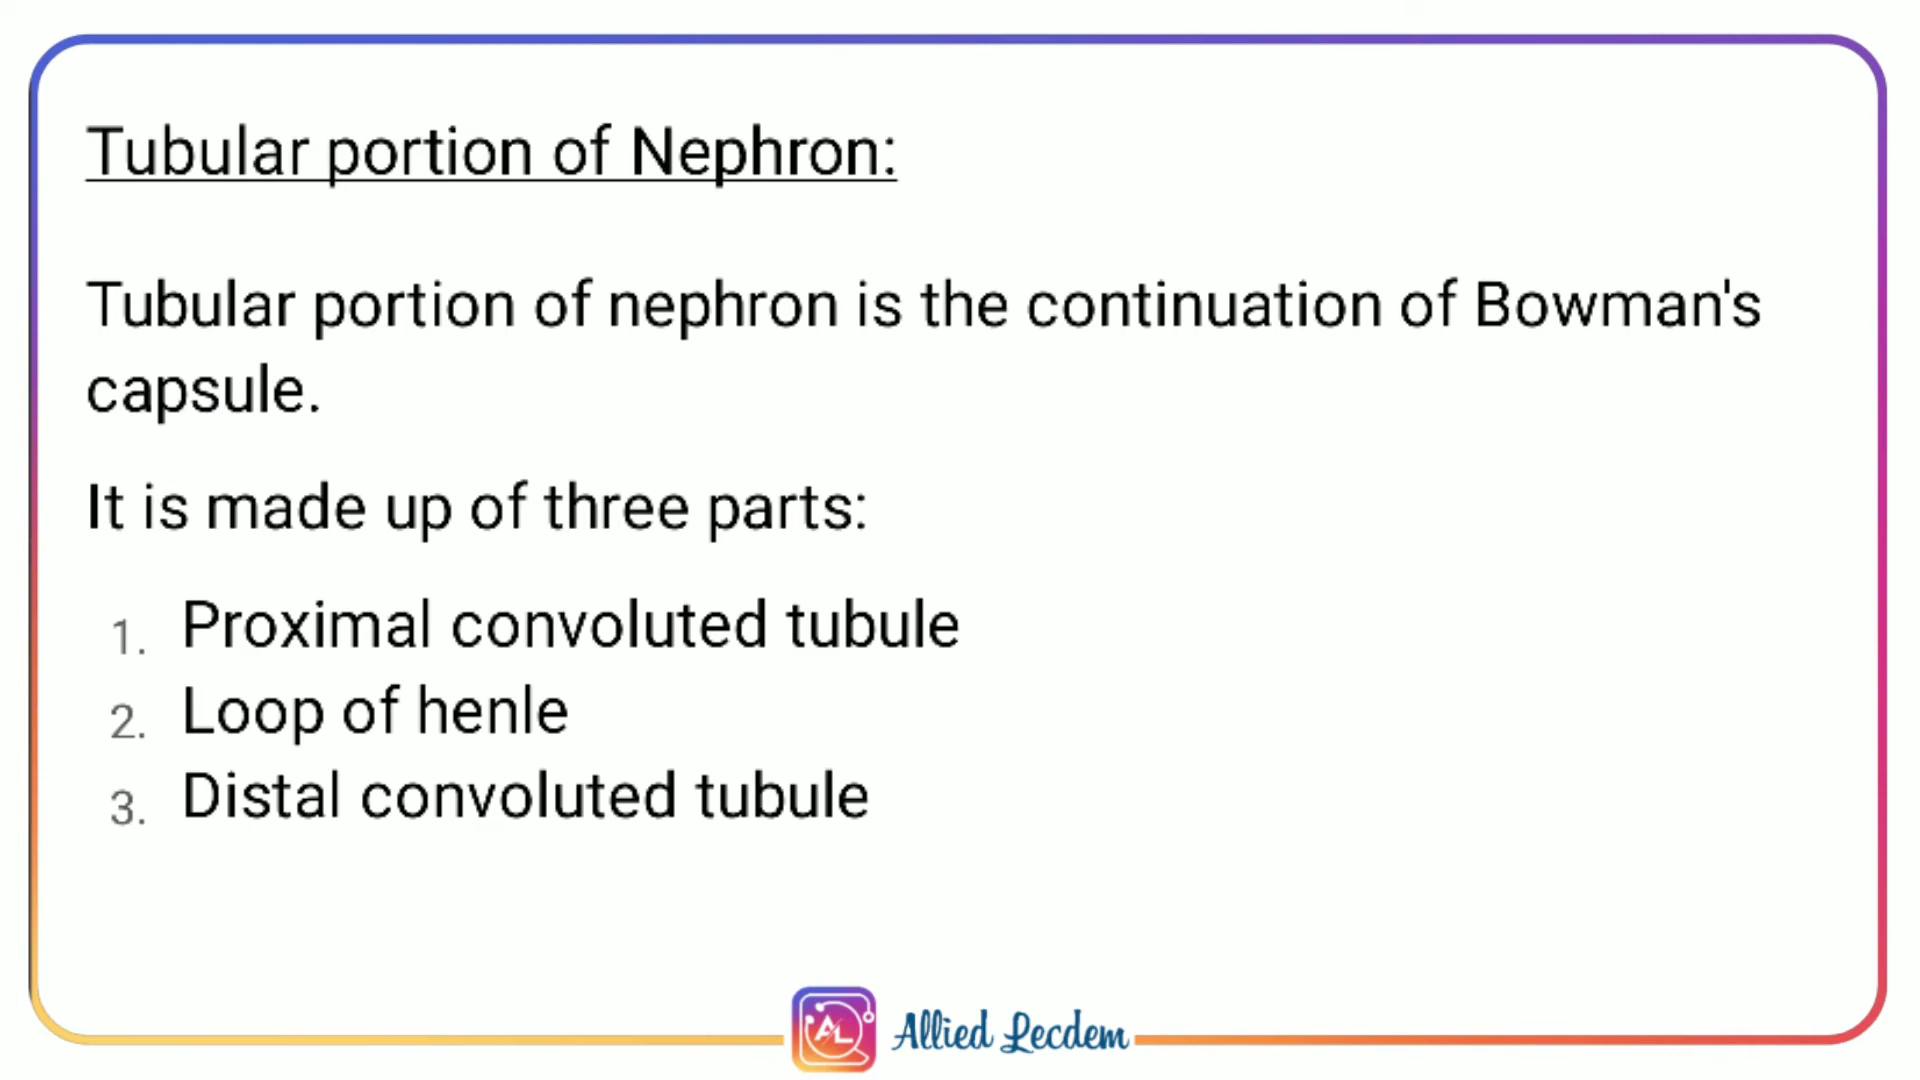 Tubular portion of Nephron:
Tubular portion of nephron is the continuation of Bowman's
capsule.
It is made up of three parts:
1. Proximal convoluted tubule
2. Loop of henle
3. Distal convoluted tubule
AL Allied Lecdem